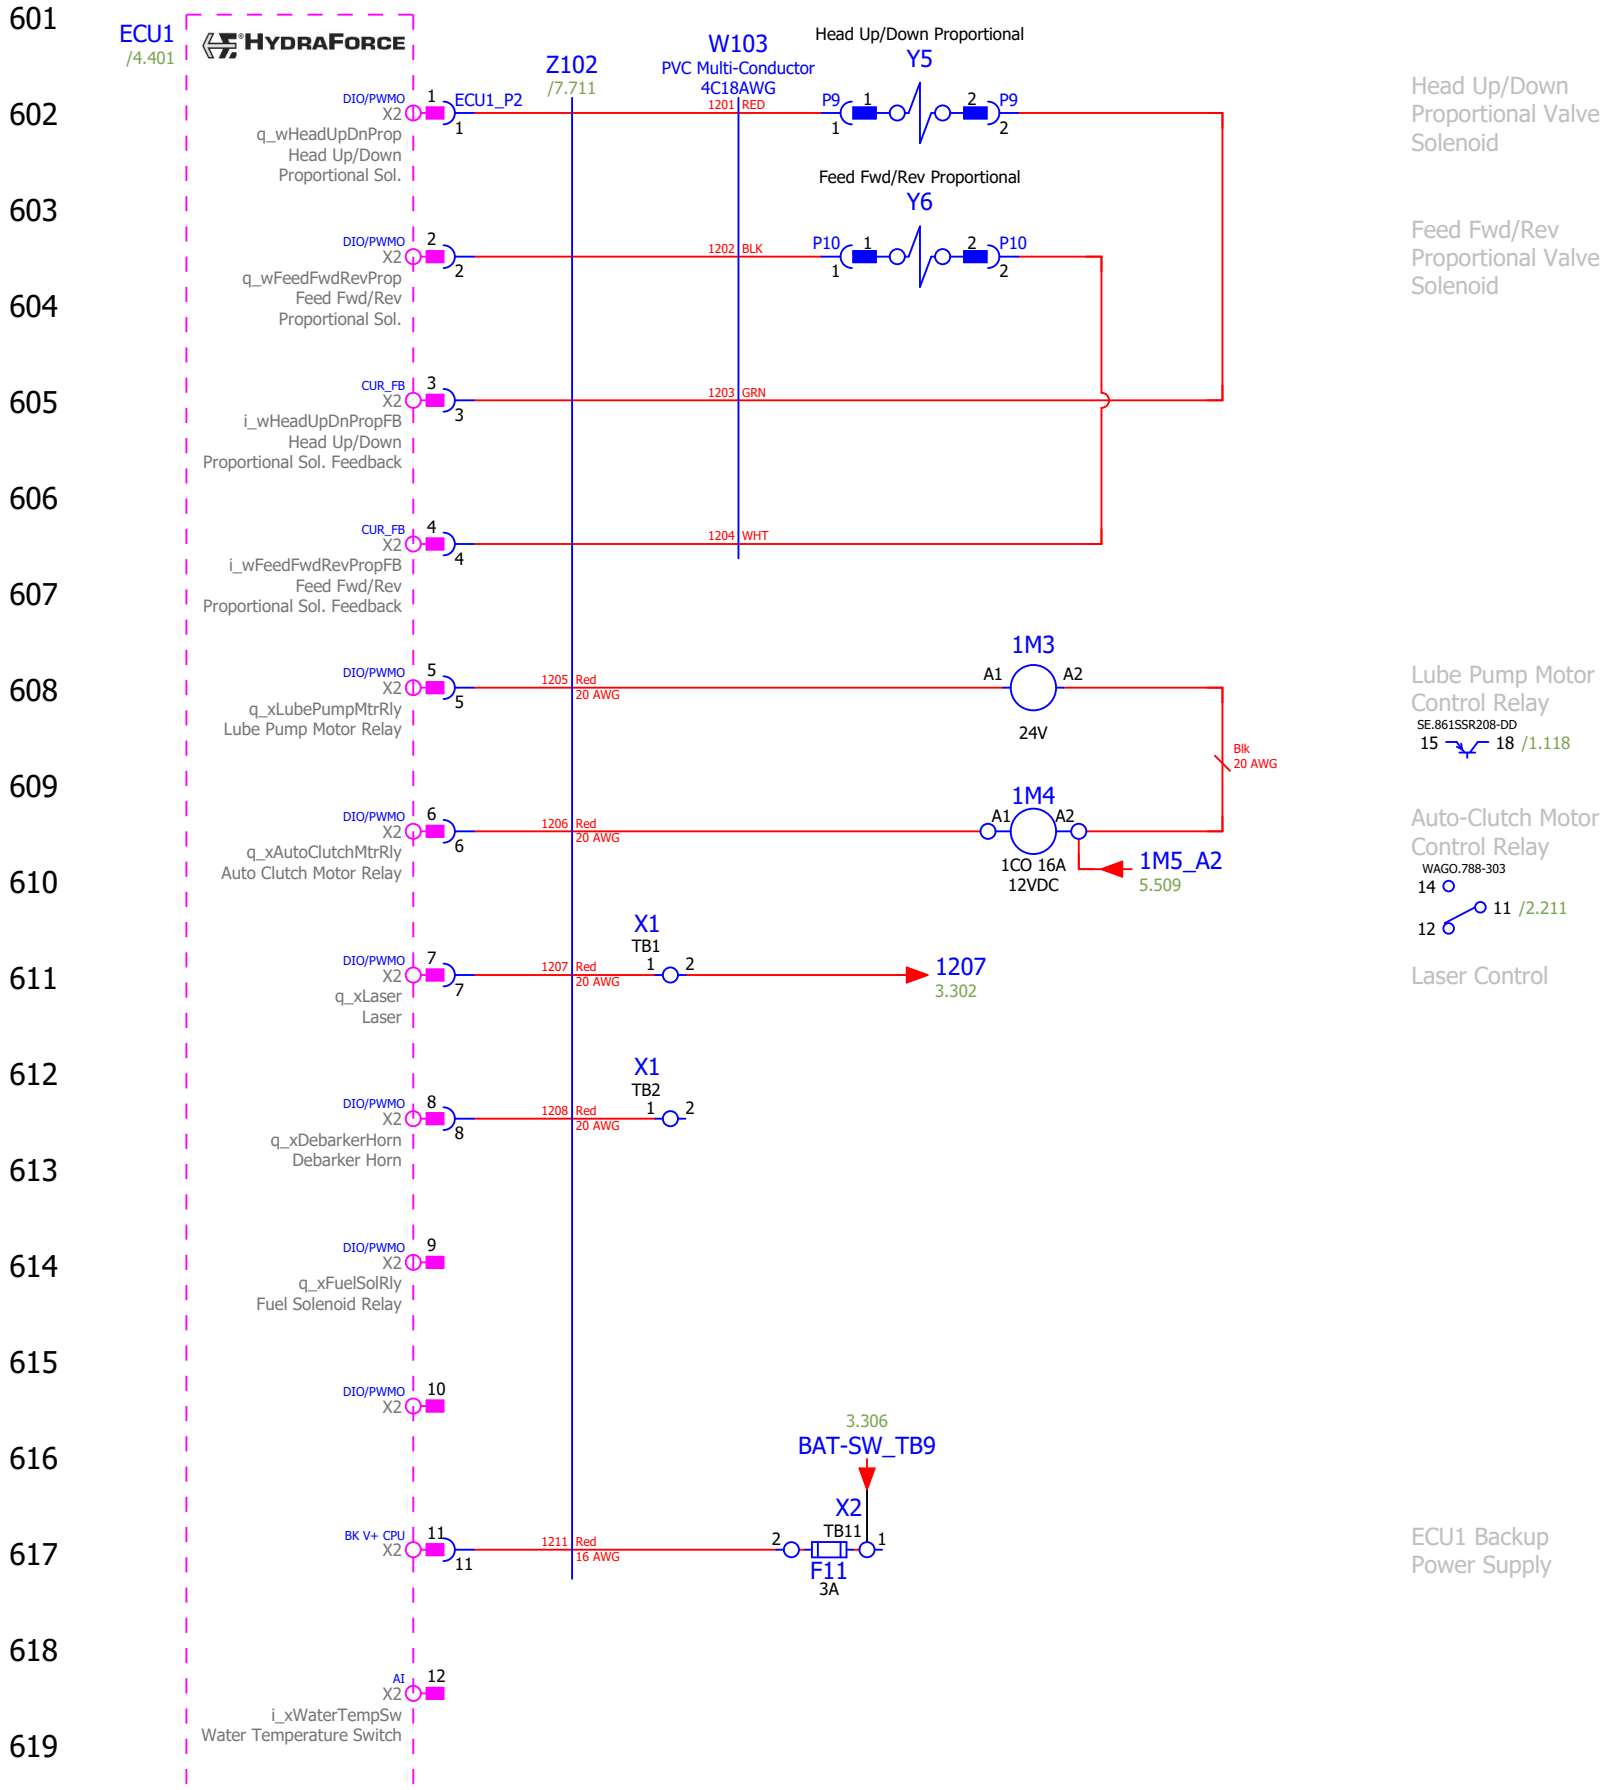 601
ECU1
/4.401
HYDRAFORCE
Z102
/7.711
W103
PVC Multi-Conductor
4C18AWG
Head Up/Down Proportional
Y5
Head Up/Down
Proportional Valve
Solenoid
602
DIO/PWMO
X2
1
ECU1_P2
1
1201 RED
P9
1
1
2
P9
2
q_wHeadUpDnProp
Head Up/Down
Proportional Sol.
603
Feed Fwd/Rev Proportional
Y6
Feed Fwd/Rev
Proportional Valve
Solenoid
DIO/PWMO
X2
2
2
1202 BLK
P10
1
1
2
P10
2
q_wFeedFwdRevProp
Feed Fwd/Rev
Proportional Sol.
604
605
CUR_FB
X2
3
3
1203 GRN
i_wHeadUpDnPropFB
Head Up/Down
Proportional Sol. Feedback
606
CUR_FB
X2
4
4
1204 WHT
i_wFeedFwdRevPropFB
Feed Fwd/Rev
Proportional Sol. Feedback
607
608
DIO/PWMO
X2
5
5
1205 Red
20 AWG
1M3
A1
A2
24V
q_xLubePumpMtrRly
Lube Pump Motor Relay
Lube Pump Motor
Control Relay
SE.861SSR208-DD
15 18 /1.118
Blk
20 AWG
609
DIO/PWMO
X2
6
6
1206 Red
20 AWG
1M4
A1
A2
1CO 16A
12VDC
1M5_A2
5.509
q_xAutoClutchMtrRly
Auto Clutch Motor Relay
Auto-Clutch Motor
Control Relay
WAGO.788-303
14
11 /2.211
12
610
611
DIO/PWMO
X2
7
7
1207 Red
20 AWG
X1
TB1
1
2
1207
3.302
q_xLaser
Laser
Laser Control
612
DIO/PWMO
X2
8
8
1208 Red
20 AWG
X1
TB2
1
2
q_xDebarkerHorn
Debarker Horn
613
614
DIO/PWMO
X2
9
q_xFuelSolRly
Fuel Solenoid Relay
615
DIO/PWMO
X2
10
616
3.306
BAT-SW_TB9
617
BK V+ CPU
X2
11
11
1211 Red
16 AWG
X2
TB11
2
1
F11
3A
ECU1 Backup
Power Supply
618
AI
X2
12
i_xWaterTempSw
Water Temperature Switch
619